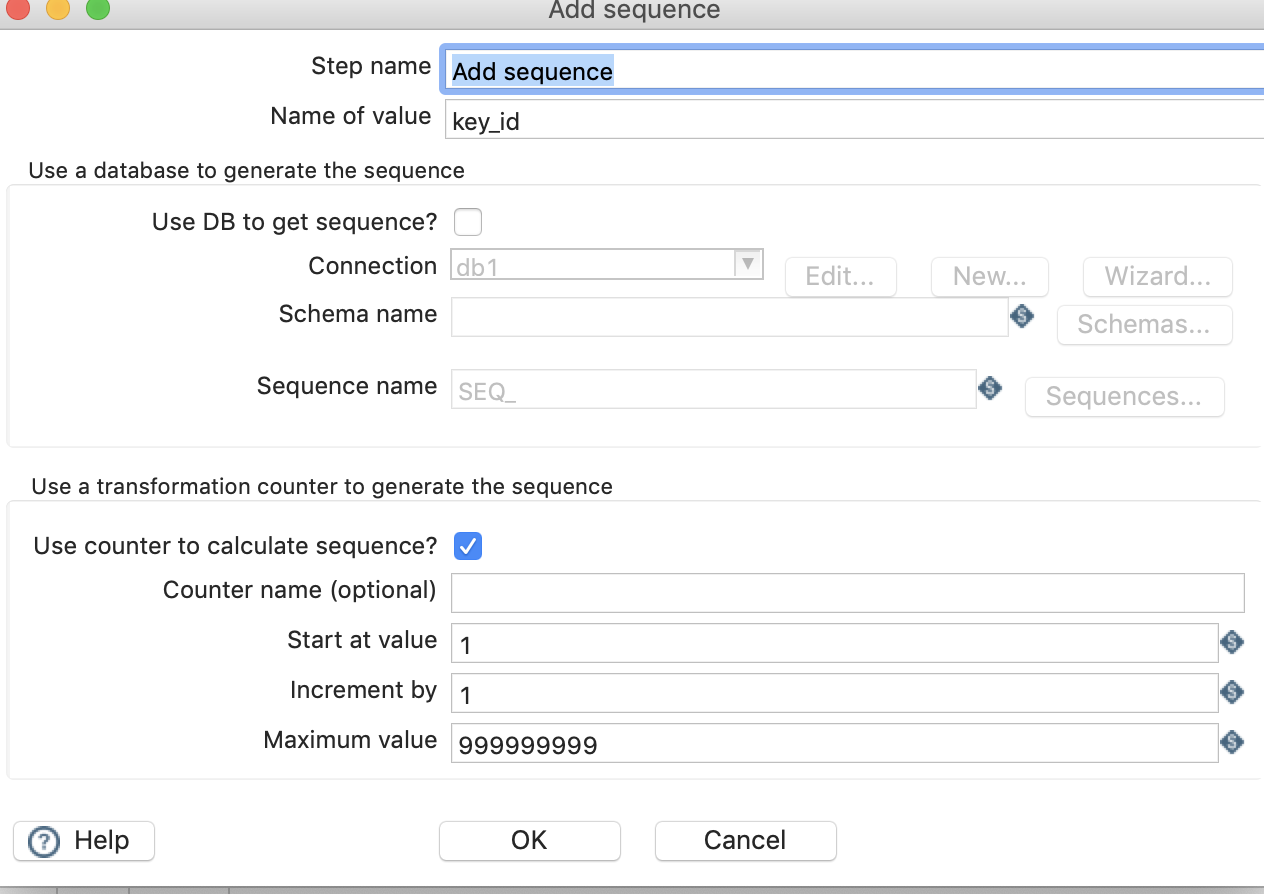 Add sequence
Step name Add sequence
Name of value key_id
Use a database to generate the sequence
Use DB to get sequence?
Connection db1 Edit... New... Wizard...
Schema name Schemas...
Sequence name SEQ_ Sequences...
Use a transformation counter to generate the sequence
Use counter to calculate sequence?
Counter name (optional)
Start at value 1
Increment by 1
Maximum value 999999999
Help OK Cancel